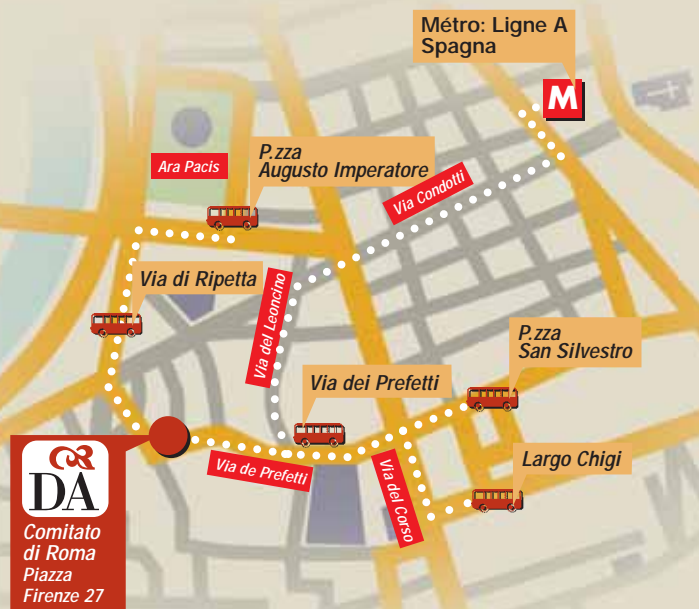 Métro: Ligne A
Spagna
M
P.zza
Augusto Imperatore
Ara Pacis
Via Condotti
Via di Ripetta
Via del Leoncino
P.zza
San Silvestro
Via dei Prefetti
Via de Prefetti
Via del Corso
Largo Chigi
DA
Comitato
di Roma
Piazza
Firenze 27